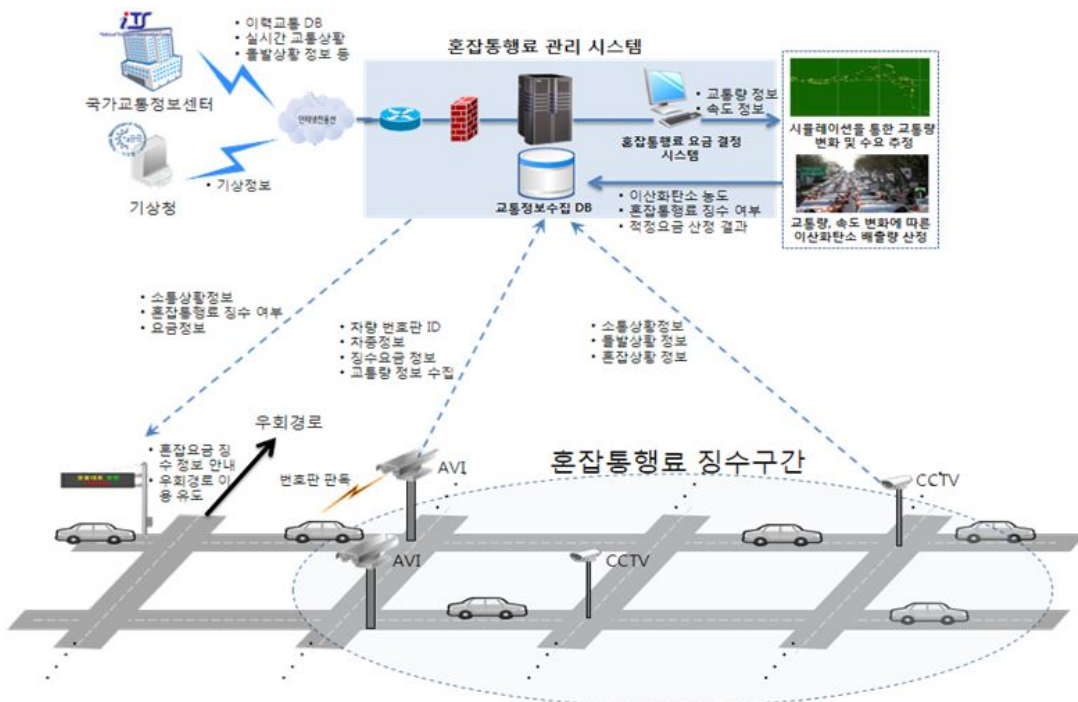 iTS
• 이력교통 DB
• 실시간 교통상황
• 돌발상황 정보 등
국가교통정보센터
기상청
• 기상정보
혼잡통행료 관리 시스템
• 교통량 정보
• 속도 정보
혼잡통행료 요금 결정
시스템
교통정보수집 DB
• 이산화탄소 농도
• 혼잡통행료 징수 여부
• 적정요금 산정 결과
시뮬레이션을 통한 교통량
변화 및 수요 추정
교통량, 속도 변화에 따른
이산화탄소 배출량 산정
• 소통상황정보
• 혼잡통행료 징수 여부
• 요금정보
• 차량 번호판 ID
• 차종정보
• 징수요금 정보
• 교통량 정보 수집
• 소통상황정보
• 돌발상황 정보
• 혼잡상황 정보
우회경로
• 혼잡요금 징
수 정보 안내
• 우회경로 이
용 유도
번호판 판독
AVI
혼잡통행료 징수구간
CCTV
AVI
CCTV